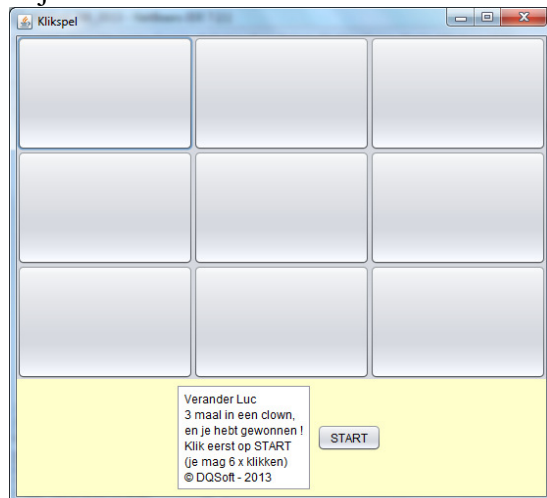 Klikspel
Verander Luc
3 maal in een clown,
en je hebt gewonnen !
Klik eerst op START
(je mag 6 x klikken)
© DQSoft - 2013
START